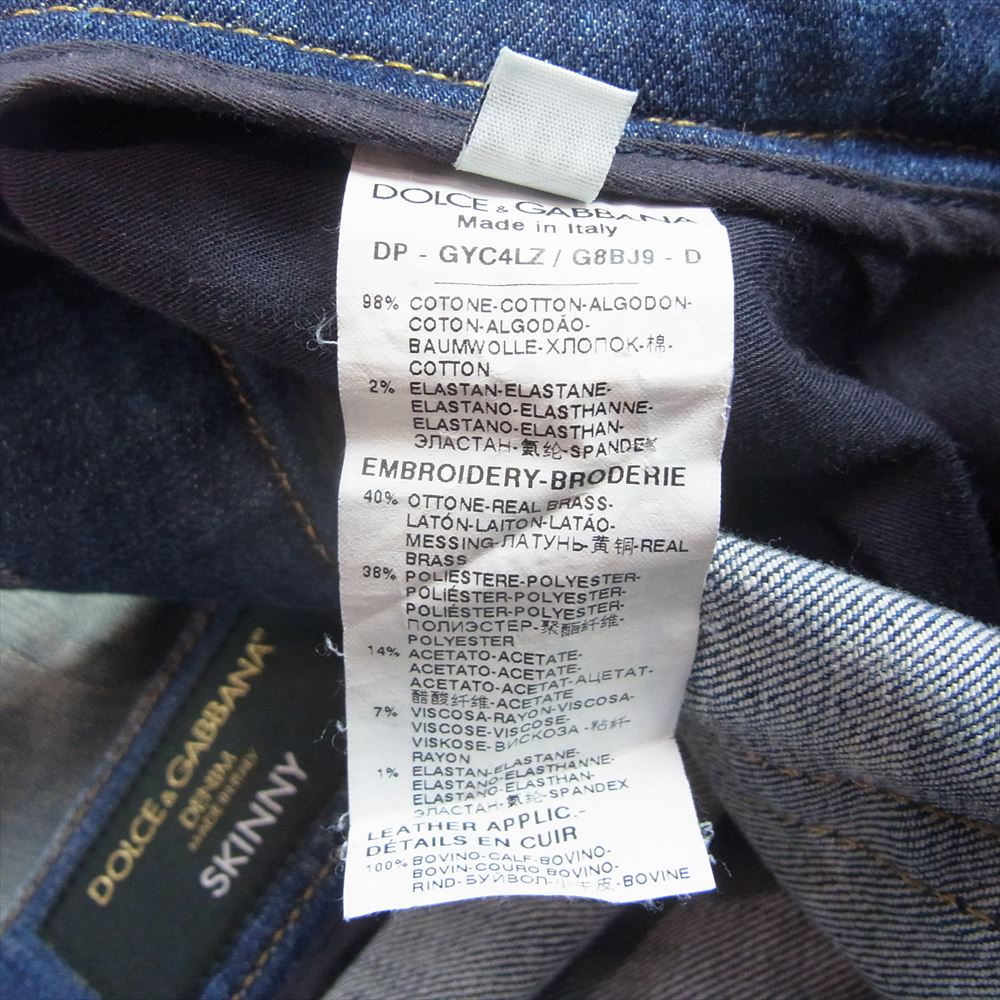 DOLCE & GABBANA
Made in Italy
DP - GYC4LZ / G8BJ9 - D
98% COTONE-COTTON-ALGODON-
COTON-ALGODÃO-
BAUMWOLLE-ХЛОПОК-棉-
COTTON
2% ELASTAN-ELASTANE-
ELASTANO-ELASTHANNE-
ELASTANO-ELASTHAN-
ЭЛАСТАН-氨纶-SPANDEX
EMBROIDERY-BRODERIE
40% OTTONE-REAL BRASS-
LATÓN-LAITON-LATÃO-
MESSING-ЛАТУНЬ-黄铜-REAL
BRASS
38% POLIESTERE-POLYESTER-
POLIÉSTER-POLYESTER-
POLIÉSTER-POLYESTER-
ПОЛИЭСТЕР-聚酯纤维-
POLYESTER
14% ACETATO-ACETATE-
ACETATO-ACETATE-
ACETATO-ACETAT-АЦЕТАТ-
醋酸纤维-ACETATE
7% VISCOSA-RAYON-VISCOSA-
VISCOSE-VISCOSE-
VISKOSE-ВИСКОЗА-粘纤-
RAYON
1% ELASTAN-ELASTANE-
ELASTANO-ELASTHANNE-
ELASTANO-ELASTHAN-
ЭЛАСТАН-氨纶-SPANDEX
LEATHER APPLIC.-
DÉTAILS EN CUIR
100% BOVINO-CALF-BOVINO-
BOVIN-COURO BOVINO-
RIND-БУЙВОЛ-小牛皮-BOVINE
DOLCE & GABBANA®
DENIM
MADE IN ITALY
SKINNY